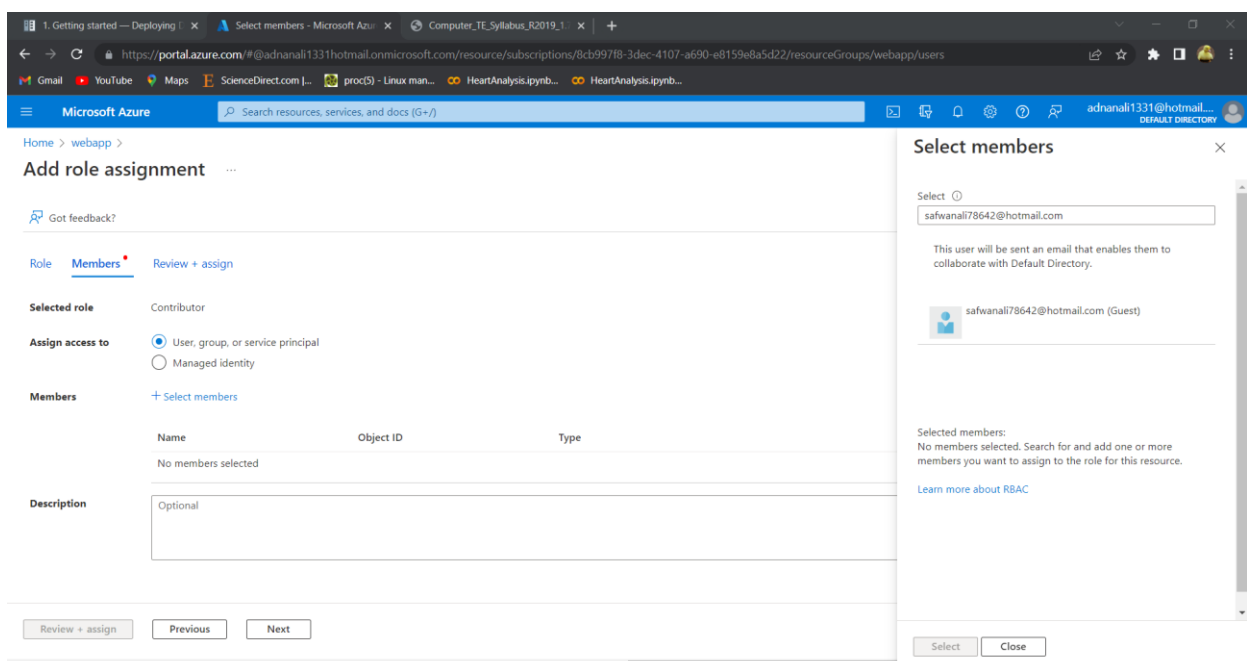 1. Getting started — Deploying D
Select members - Microsoft Azur
Computer_TE_Syllabus_R2019_1.
https://portal.azure.com/#@adnanali1331hotmail.onmicrosoft.com/resource/subscriptions/8cb997f8-3dec-4107-a690-e8159e8a5d22/resourceGroups/webapp/users
Gmail
YouTube
Maps
ScienceDirect.com |...
proc(5) - Linux man...
HeartAnalysis.ipynb...
HeartAnalysis.ipynb...
Microsoft Azure
Search resources, services, and docs (G+/)
adnanali1331@hotmail....
DEFAULT DIRECTORY
Home > webapp >
Add role assignment ...
Got feedback?
Role
Members
Review + assign
Selected role
Contributor
Assign access to
User, group, or service principal
Managed identity
Members
+ Select members
Name
Object ID
Type
No members selected
Description
Optional
Review + assign
Previous
Next
Select members
Select
safwanali78642@hotmail.com
This user will be sent an email that enables them to
collaborate with Default Directory.
safwanali78642@hotmail.com (Guest)
Selected members:
No members selected. Search for and add one or more
members you want to assign to the role for this resource.
Learn more about RBAC
Select
Close